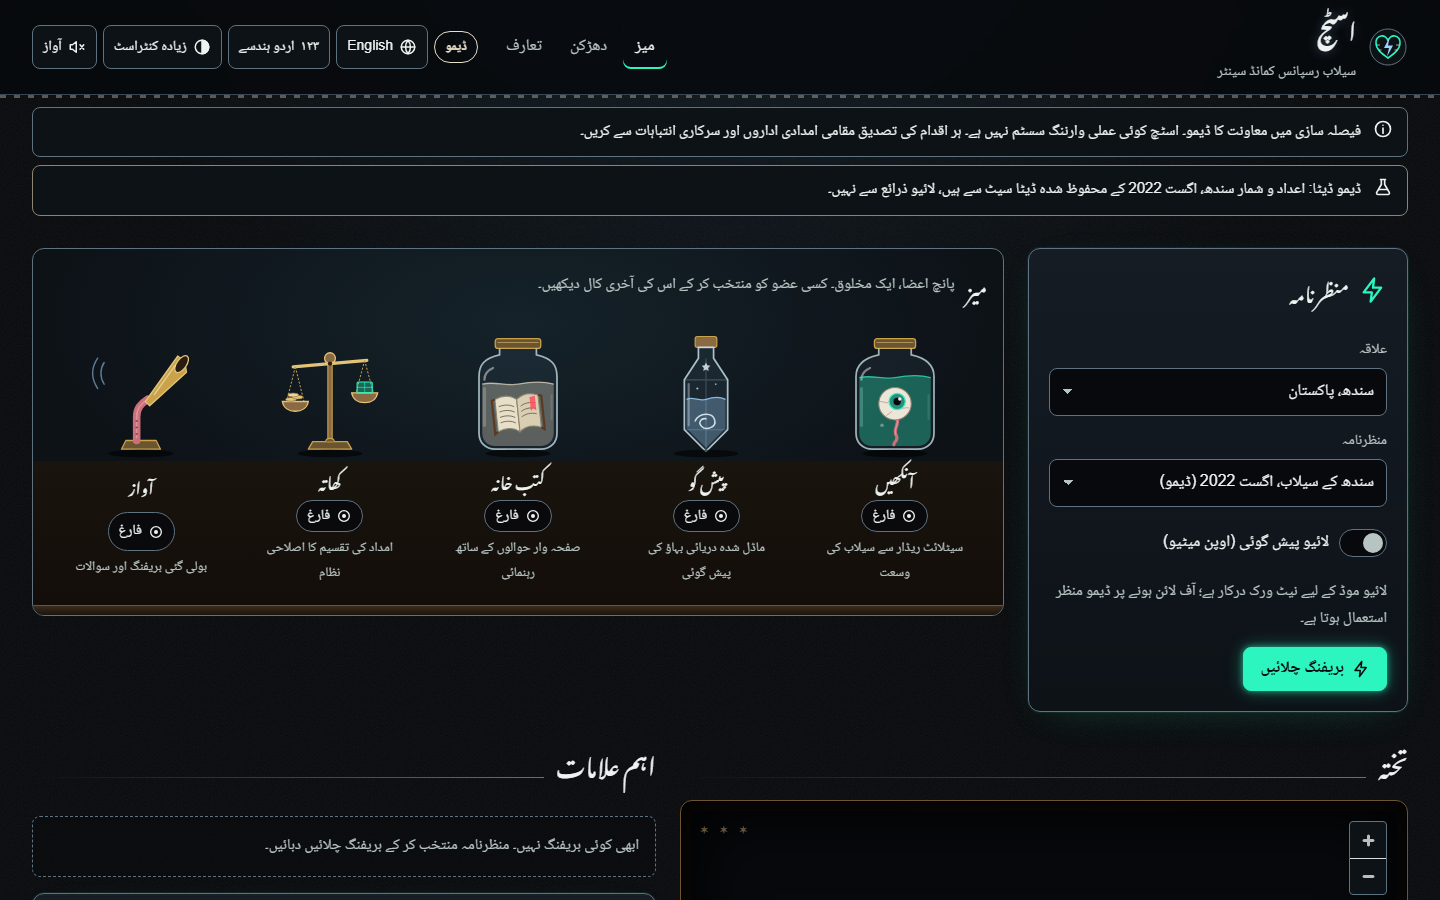 اسٹچ
سیلاب رسپانس کمانڈ سینٹر
میز
دھڑکن
تعارف
ڈیمو
English
۱۲۳ اردو ہندسے
زیادہ کنٹراسٹ
آواز
فیصلہ سازی میں معاونت کا ڈیمو۔ اسٹچ کوئی عملی وارننگ سسٹم نہیں ہے۔ ہر اقدام کی تصدیق مقامی امدادی اداروں اور سرکاری انتباہات سے کریں۔
ڈیمو ڈیٹا: اعداد و شمار سندھ، اگست 2022 کے محفوظ شدہ ڈیٹا سیٹ سے ہیں، لائیو ذرائع سے نہیں۔
منظرنامہ
علاقہ
سندھ، پاکستان
منظرنامہ
سندھ کے سیلاب، اگست 2022 (ڈیمو)
لائیو پیش گوئی (اوپن میٹیو)
لائیو موڈ کے لیے نیٹ ورک درکار ہے؛ آف لائن ہونے پر ڈیمو منظر
استعمال ہوتا ہے۔
بریفنگ چلائیں
میز
پانچ اعضا، ایک مخلوق۔ کسی عضو کو منتخب کر کے اس کی آخری کال دیکھیں۔
آنکھیں
فارغ
سیٹلائٹ ریڈار سے سیلاب کی
وسعت
پیش گو
فارغ
ماڈل شدہ دریائی بہاؤ کی
پیش گوئی
کتب خانہ
فارغ
صفحہ وار حوالوں کے ساتھ
رہنمائی
کھاتہ
فارغ
امداد کی تقسیم کا اصلاحی
نظام
آواز
فارغ
بولی گئی بریفنگ اور سوالات
تختہ
+
−
اہم علامات
ابھی کوئی بریفنگ نہیں۔ منظرنامہ منتخب کر کے بریفنگ چلائیں دبائیں۔